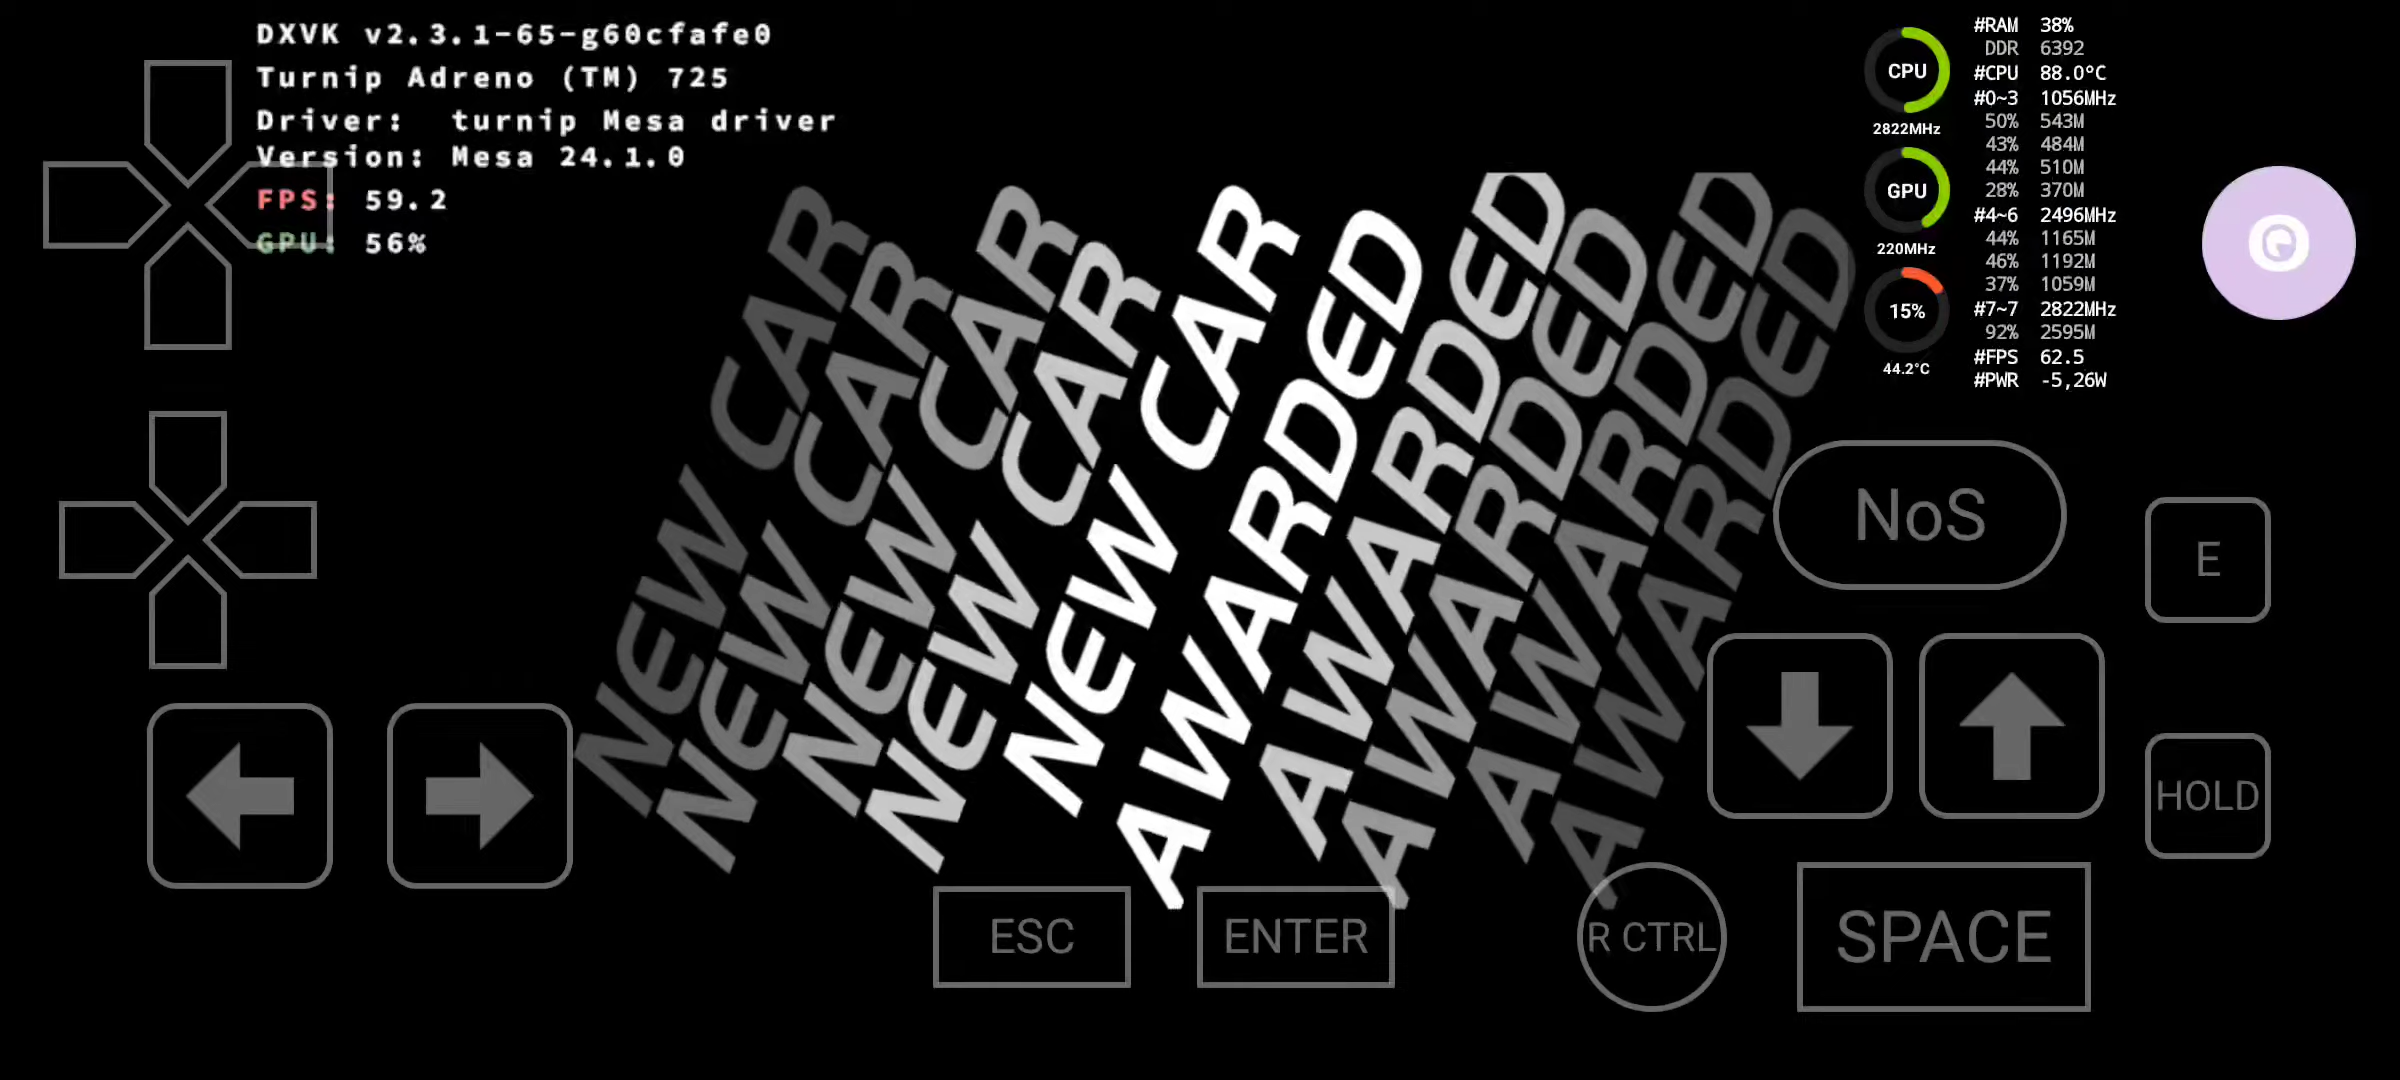 DXVK v2.3.1-65-g60cfafe0
Turnip Adreno (TM) 725
Driver: turnip Mesa driver
Version: Mesa 24.1.0
FPS: 59.2
GPU: 56%
CPU
2822MHz
GPU
220MHz
15%
44.2°C
#RAM 38%
DDR 6392
#CPU 88.0°C
#0~3 1056MHz
50% 543M
43% 484M
44% 510M
28% 370M
#4~6 2496MHz
44% 1165M
46% 1192M
37% 1059M
#7~7 2822MHz
92% 2595M
#FPS 62.5
#PWR -5,26W
NEW CAR
NEW CAR
NEW CAR
NEW CAR
NEW CAR
AWARDED
AWARDED
AWARDED
AWARDED
AWARDED
NoS
E
HOLD
ESC
ENTER
R CTRL
SPACE